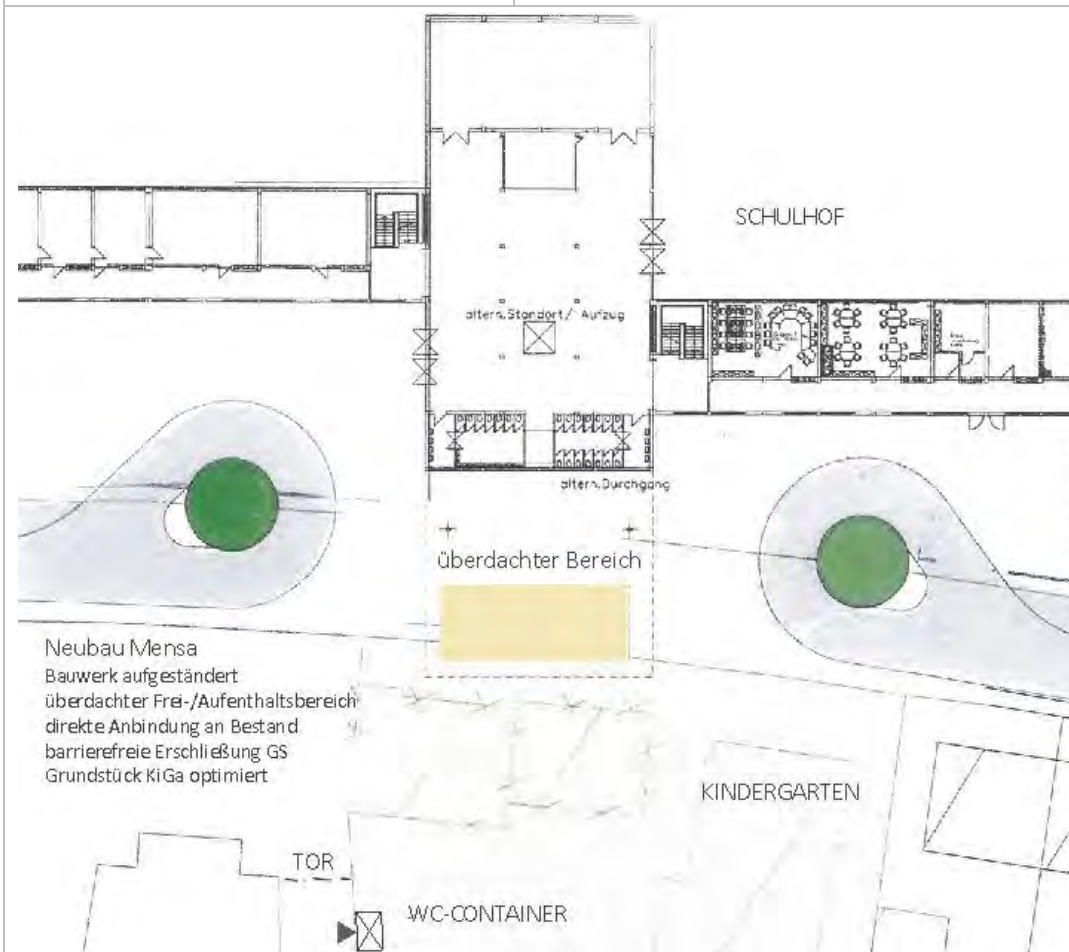 SCHULHOF
altern.Standort/ Aufzug
altern.Durchgang
überdachter Bereich
Neubau Mensa
Bauwerk aufgeständert
überdachter Frei-/Aufenthaltsbereich
direkte Anbindung an Bestand
barrierefreie Erschließung GS
Grundstück KiGa optimiert
KINDERGARTEN
TOR
WC-CONTAINER